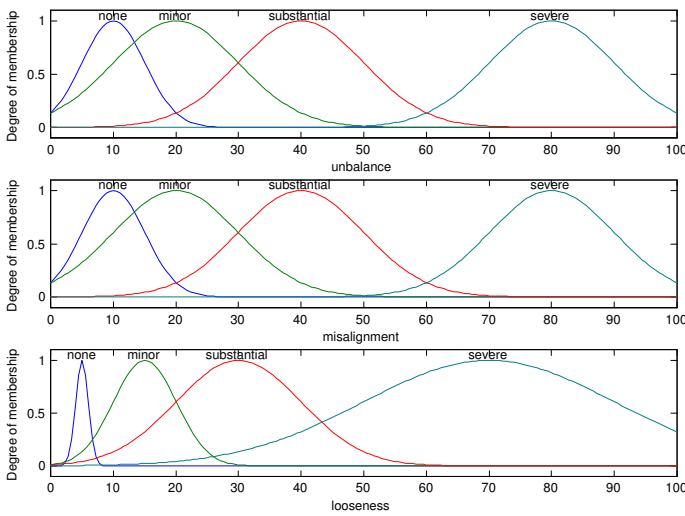 none minor substantial severe
Degree of membership
1
0.5
0
0 10 20 30 40 50 60 70 80 90 100
unbalance
none minor substantial severe
Degree of membership
1
0.5
0
0 10 20 30 40 50 60 70 80 90 100
misalignment
none minor substantial severe
Degree of membership
1
0.5
0
0 10 20 30 40 50 60 70 80 90 100
looseness